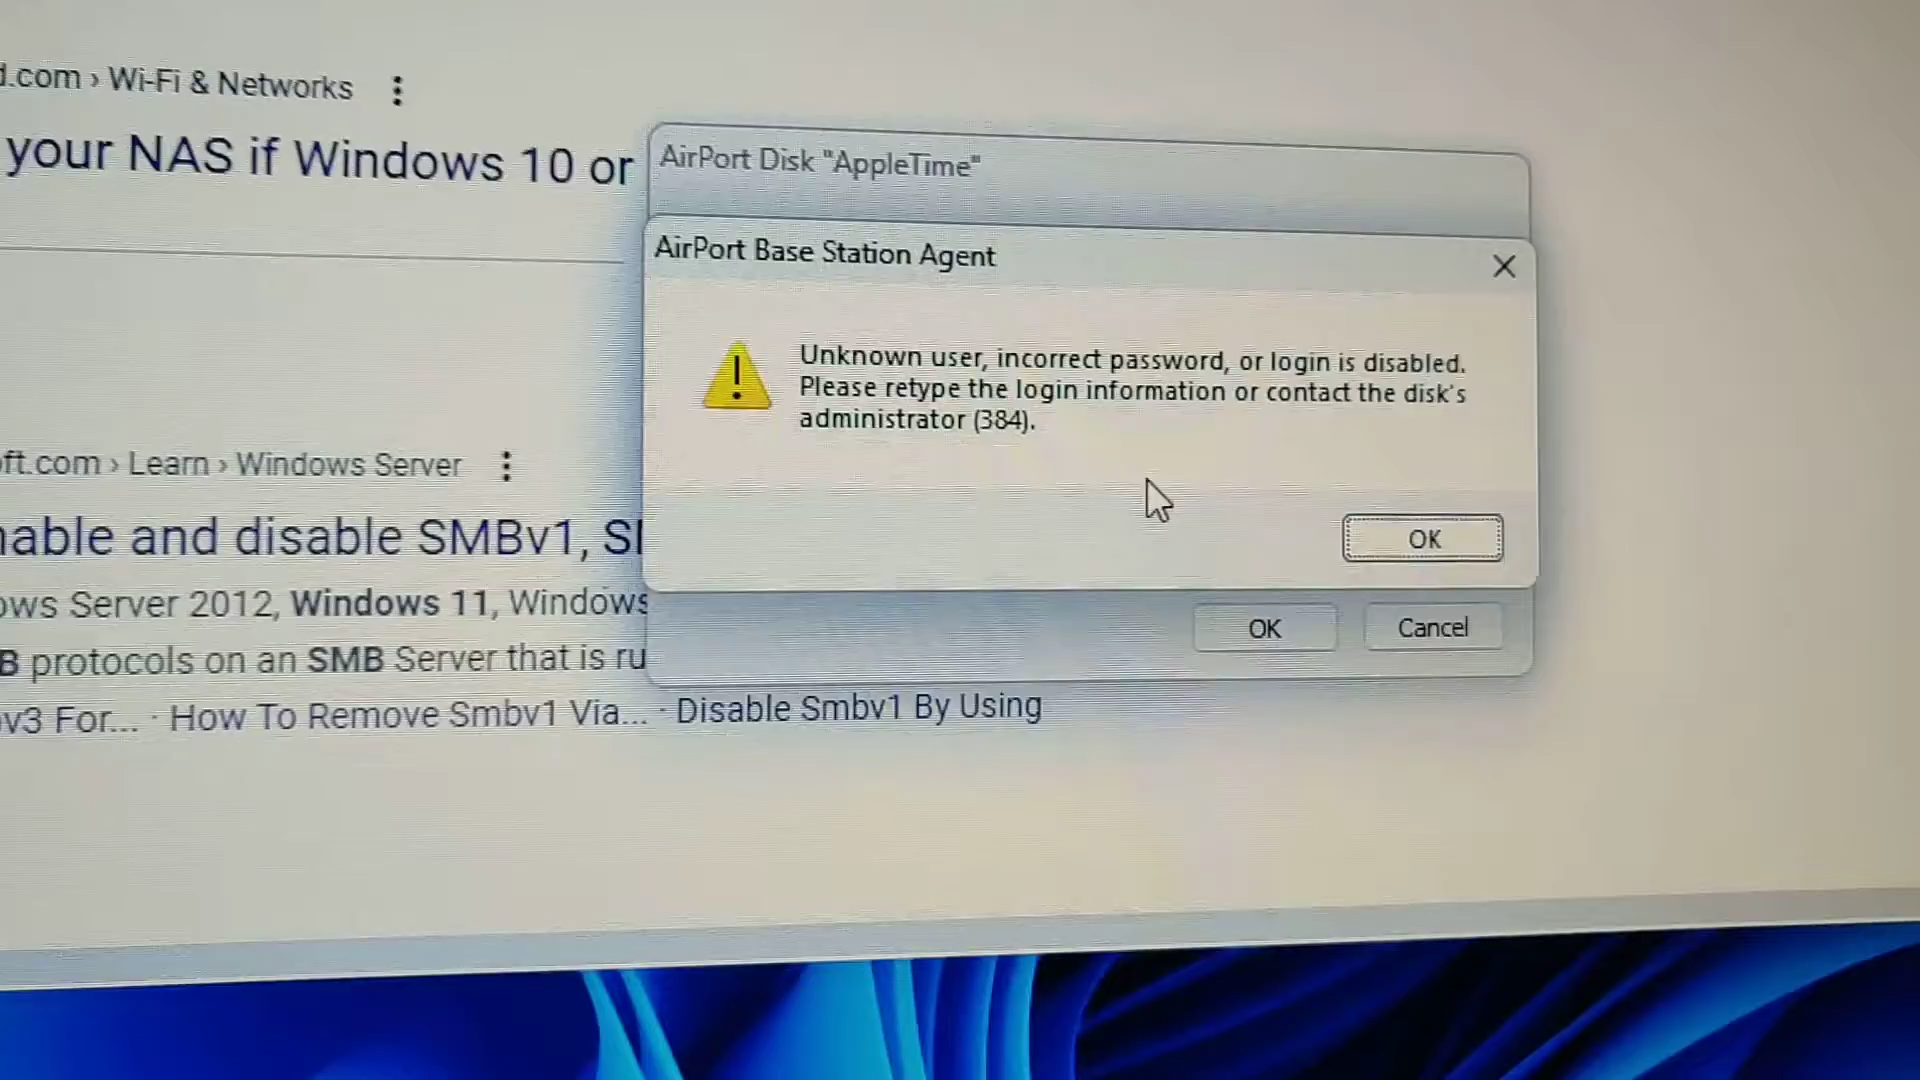 d.com › Wi-Fi & Networks
your NAS if Windows 10 or
AirPort Disk "AppleTime"
AirPort Base Station Agent
Unknown user, incorrect password, or login is disabled.
Please retype the login information or contact the disk's
administrator (384).
OK
ft.com › Learn › Windows Server
nable and disable SMBv1, S
ows Server 2012, Windows 11, Windows
OK
Cancel
B protocols on an SMB Server that is ru
v3 For... · How To Remove Smbv1 Via... · Disable Smbv1 By Using